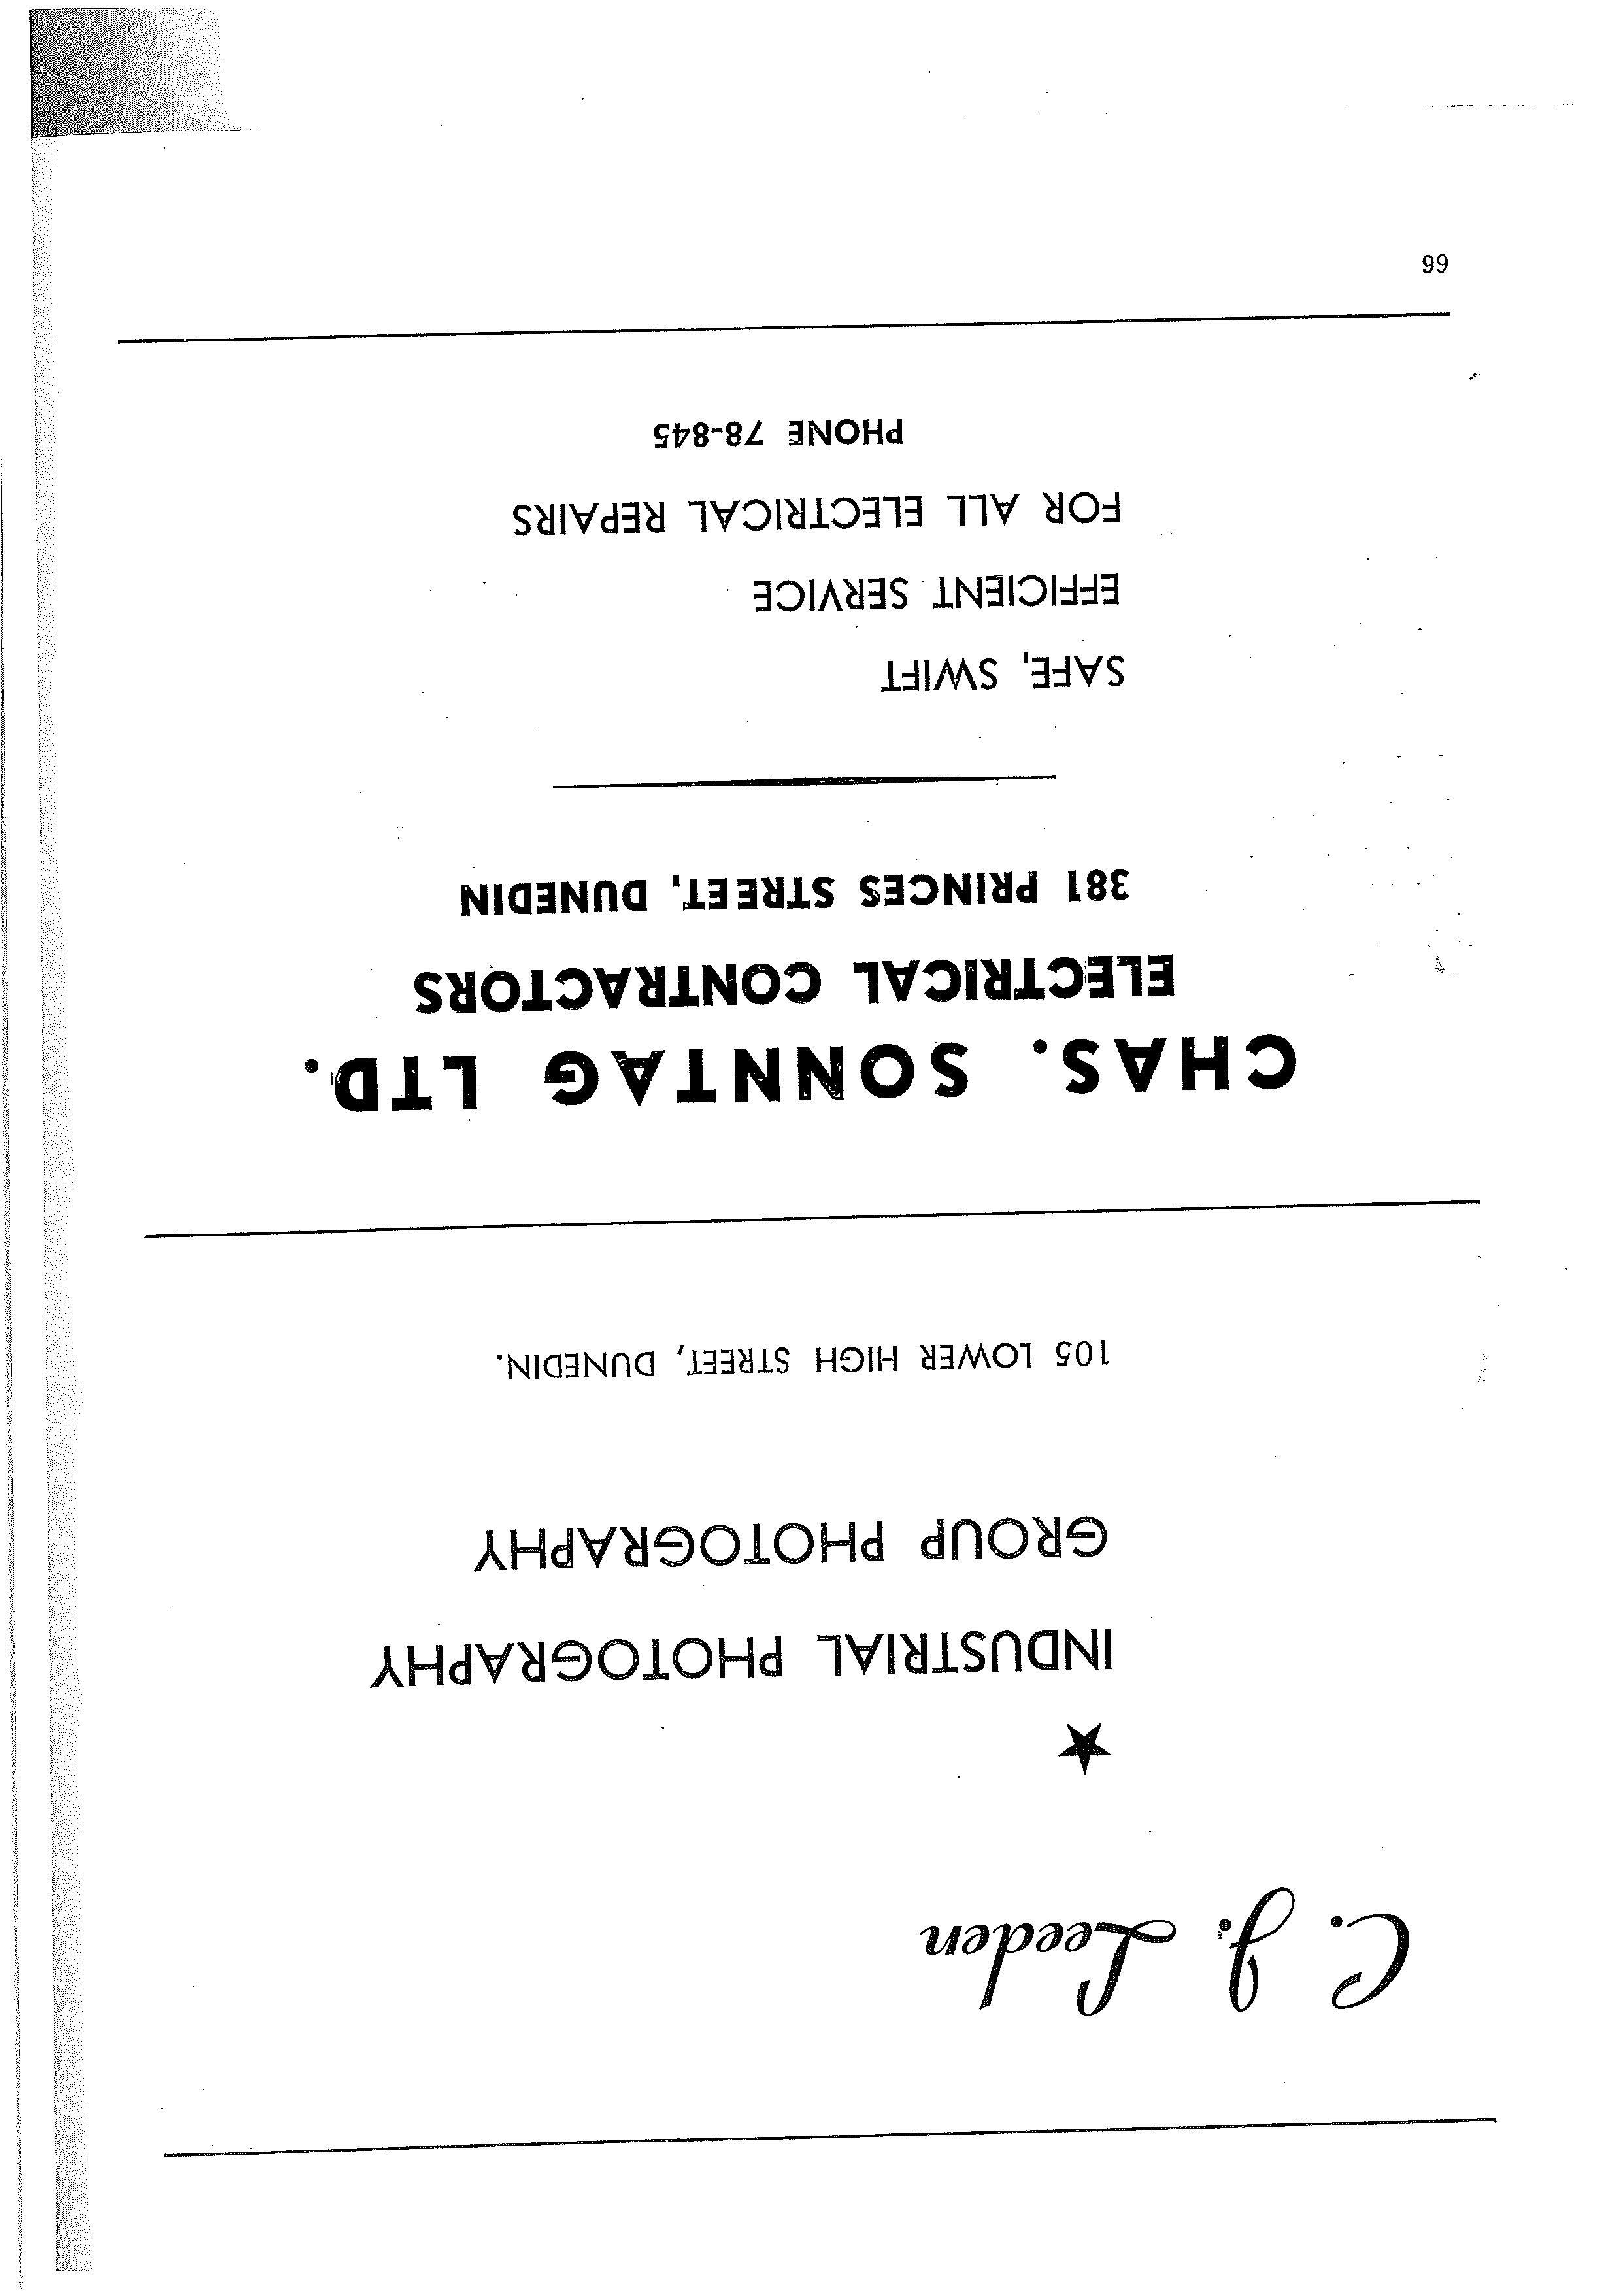 C. J. Leeden
★
INDUSTRIAL PHOTOGRAPHY
GROUP PHOTOGRAPHY
105 LOWER HIGH STREET, DUNEDIN.
CHAS. SONNTAG LTD.
ELECTRICAL CONTRACTORS
381 PRINCES STREET, DUNEDIN
SAFE, SWIFT
EFFICIENT SERVICE
FOR ALL ELECTRICAL REPAIRS
PHONE 78-845
66